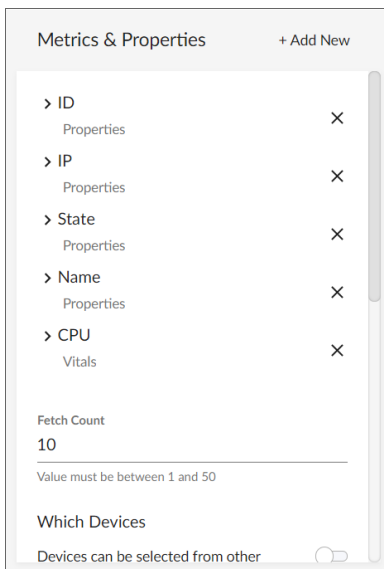 Metrics & Properties + Add New
ID
Properties
IP
Properties
State
Properties
Name
Properties
CPU
Vitals
Fetch Count
10
Value must be between 1 and 50
Which Devices
Devices can be selected from other